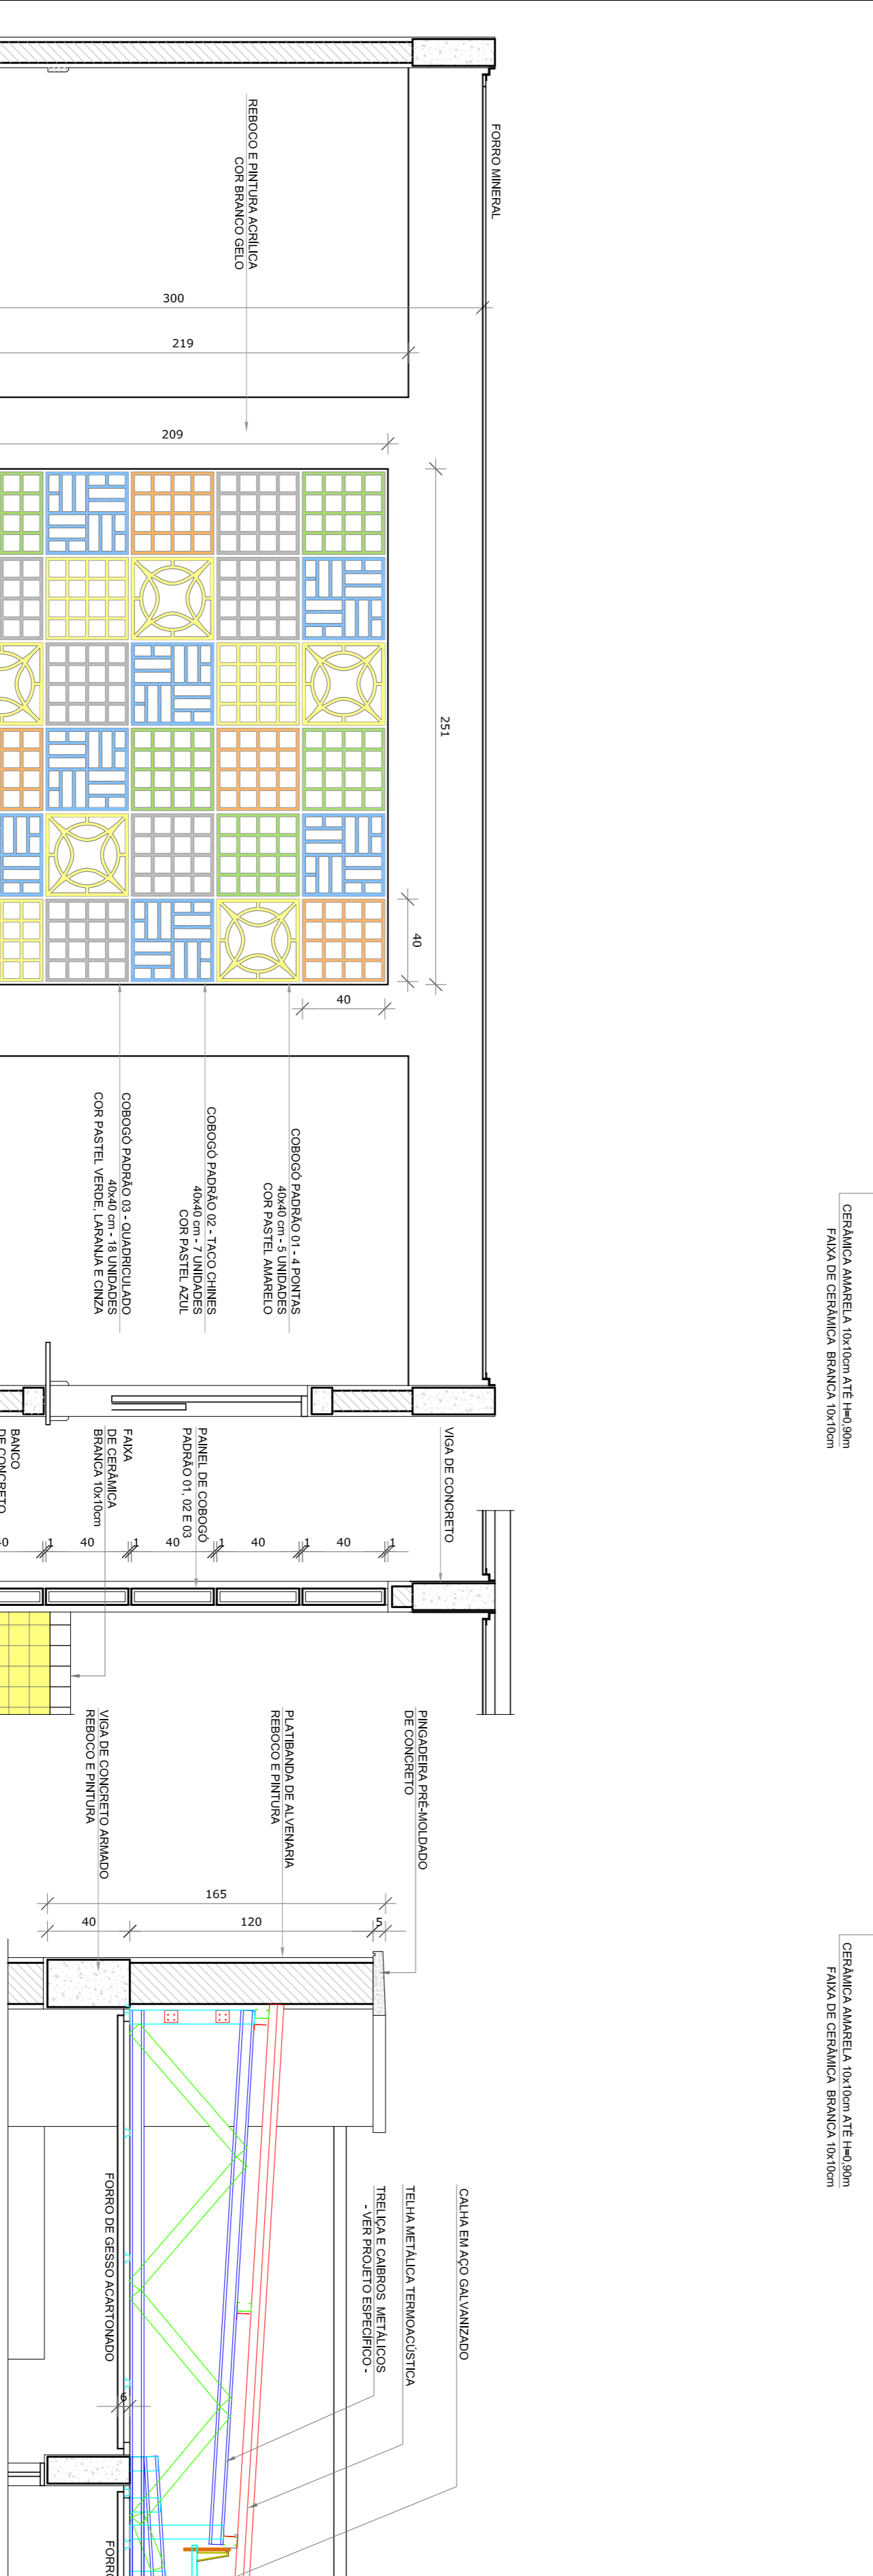 FORRO MINERAL
REBOCO E PINTURA ACRÍLICA
COR BRANCO GELO
300
219
209
251
40
40
COBOGÓ PADRÃO 01 - 4 PONTAS
40x40 cm - 5 UNIDADES
COR PASTEL AMARELO
COBOGÓ PADRÃO 02 - TACO CHINES
40x40 cm - 7 UNIDADES
COR PASTEL AZUL
COBOGÓ PADRÃO 03 - QUADRICULADO
40x40 cm - 18 UNIDADES
COR PASTEL VERDE, LARANJA E CINZA
CERÂMICA AMARELA 10x10cm ATÉ H=0,90m
FAIXA DE CERÂMICA BRANCA 10x10cm
VIGA DE CONCRETO
PAINEL DE COBOGÓ
PADRÃO 01, 02 E 03
FAIXA
DE CERÂMICA
BRANCA 10x10cm
BANCO
DE CONCRETO
40 1 40 1 40 1 40 1 40 1
PINGADEIRA PRÉ-MOLDADO
DE CONCRETO
PLATIBANDA DE ALVENARIA
REBOCO E PINTURA
VIGA DE CONCRETO ARMADO
REBOCO E PINTURA
165
40 120 5
CERÂMICA AMARELA 10x10cm ATÉ H=0,90m
FAIXA DE CERÂMICA BRANCA 10x10cm
CALHA EM AÇO GALVANIZADO
TELHA METÁLICA TERMOACÚSTICA
TRELIÇA E CAIBROS METÁLICOS
- VER PROJETO ESPECÍFICO -
FORRO DE GESSO ACARTONADO
6
FORRO